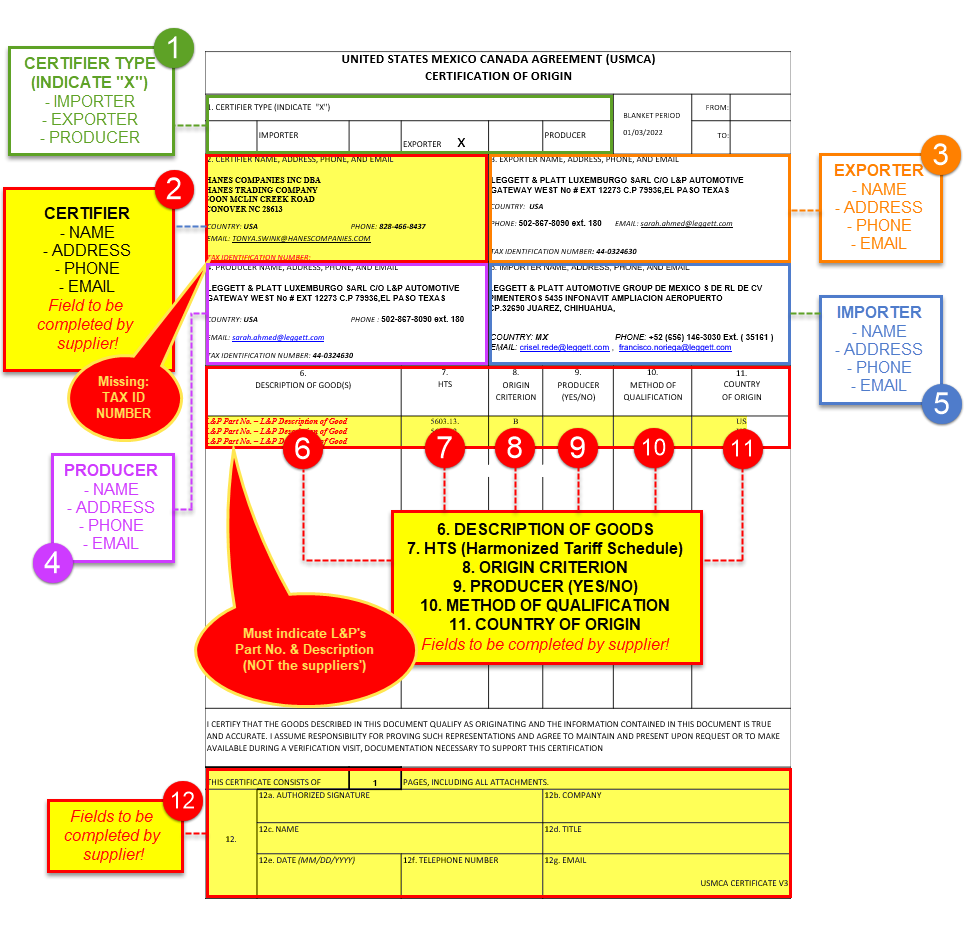 UNITED STATES MEXICO CANADA AGREEMENT (USMCA)
CERTIFICATION OF ORIGIN
1
CERTIFIER TYPE
(INDICATE "X")
- IMPORTER
- EXPORTER
- PRODUCER
1. CERTIFIER TYPE (INDICATE "X")
IMPORTER
EXPORTER X
PRODUCER
BLANKET PERIOD
01/03/2022
FROM:
TO:
2
CERTIFIER
- NAME
- ADDRESS
- PHONE
- EMAIL
Field to be
completed by
supplier!
2. CERTIFIER NAME, ADDRESS, PHONE, AND EMAIL
HANES COMPANIES INC DBA
HANES TRADING COMPANY
NC 28613
COUNTRY: USA PHONE: 828-466-8437
EMAIL: TONYA.SWINK@HANESCOMPANIES.COM
TAX IDENTIFICATION NUMBER:
Missing:
TAX ID
NUMBER
3
EXPORTER
- NAME
- ADDRESS
- PHONE
- EMAIL
3. EXPORTER NAME, ADDRESS, PHONE, AND EMAIL
LEGGETT & PLATT LUXEMBURGO SARL C/O L&P AUTOMOTIVE
GATEWAY WEST No # EXT 12273 C.P 79936,EL PASO TEXAS
COUNTRY: USA
PHONE: 502-867-8090 ext. 180 EMAIL: sarah.ahmed@leggett.com
TAX IDENTIFICATION NUMBER: 44-0324630
4. PRODUCER NAME, ADDRESS, PHONE, AND EMAIL
LEGGETT & PLATT LUXEMBURGO SARL C/O L&P AUTOMOTIVE
GATEWAY WEST No # EXT 12273 C.P 79936,EL PASO TEXAS
COUNTRY: USA PHONE : 502-867-8090 ext. 180
EMAIL: sarah.ahmed@leggett.com
TAX IDENTIFICATION NUMBER: 44-0324630
PRODUCER
- NAME
- ADDRESS
- PHONE
- EMAIL
4
5. IMPORTER NAME, ADDRESS, PHONE, AND EMAIL
LEGGETT & PLATT AUTOMOTIVE GROUP DE MEXICO S DE RL DE CV
PIMENTEROS 5435 INFONAVIT AMPLIACION AEROPUERTO
CP.32690 JUAREZ, CHIHUAHUA,
COUNTRY: MX PHONE: +52 (656) 146-3030 Ext. ( 35161 )
EMAIL: crisel.rede@leggett.com , francisco.noriega@leggett.com
IMPORTER
- NAME
- ADDRESS
- PHONE
- EMAIL
5
6.
DESCRIPTION OF GOOD(S)
7.
HTS
8.
ORIGIN
CRITERION
9.
PRODUCER
(YES/NO)
10.
METHOD OF
QUALIFICATION
11.
COUNTRY
OF ORIGIN
L&P Part No. – L&P Description of Good 5603.13. B US
L&P Part No. – L&P Description of Good
L&P Part No. – L&P Description of Good
6
7
8
9
10
11
6. DESCRIPTION OF GOODS
7. HTS (Harmonized Tariff Schedule)
8. ORIGIN CRITERION
9. PRODUCER (YES/NO)
10. METHOD OF QUALIFICATION
11. COUNTRY OF ORIGIN
Fields to be completed by supplier!
Must indicate L&P's
Part No. & Description
(NOT the suppliers')
I CERTIFY THAT THE GOODS DESCRIBED IN THIS DOCUMENT QUALIFY AS ORIGINATING AND THE INFORMATION CONTAINED IN THIS DOCUMENT IS TRUE
AND ACCURATE. I ASSUME RESPONSIBILITY FOR PROVING SUCH REPRESENTATIONS AND AGREE TO MAINTAIN AND PRESENT UPON REQUEST OR TO MAKE
AVAILABLE DURING A VERIFICATION VISIT, DOCUMENTATION NECESSARY TO SUPPORT THIS CERTIFICATION
THIS CERTIFICATE CONSISTS OF 1 PAGES, INCLUDING ALL ATTACHMENTS.
12
Fields to be
completed by
supplier!
12.
12a. AUTHORIZED SIGNATURE
12b. COMPANY
12c. NAME
12d. TITLE
12e. DATE (MM/DD/YYYY)
12f. TELEPHONE NUMBER
12g. EMAIL
USMCA CERTIFICATE V3